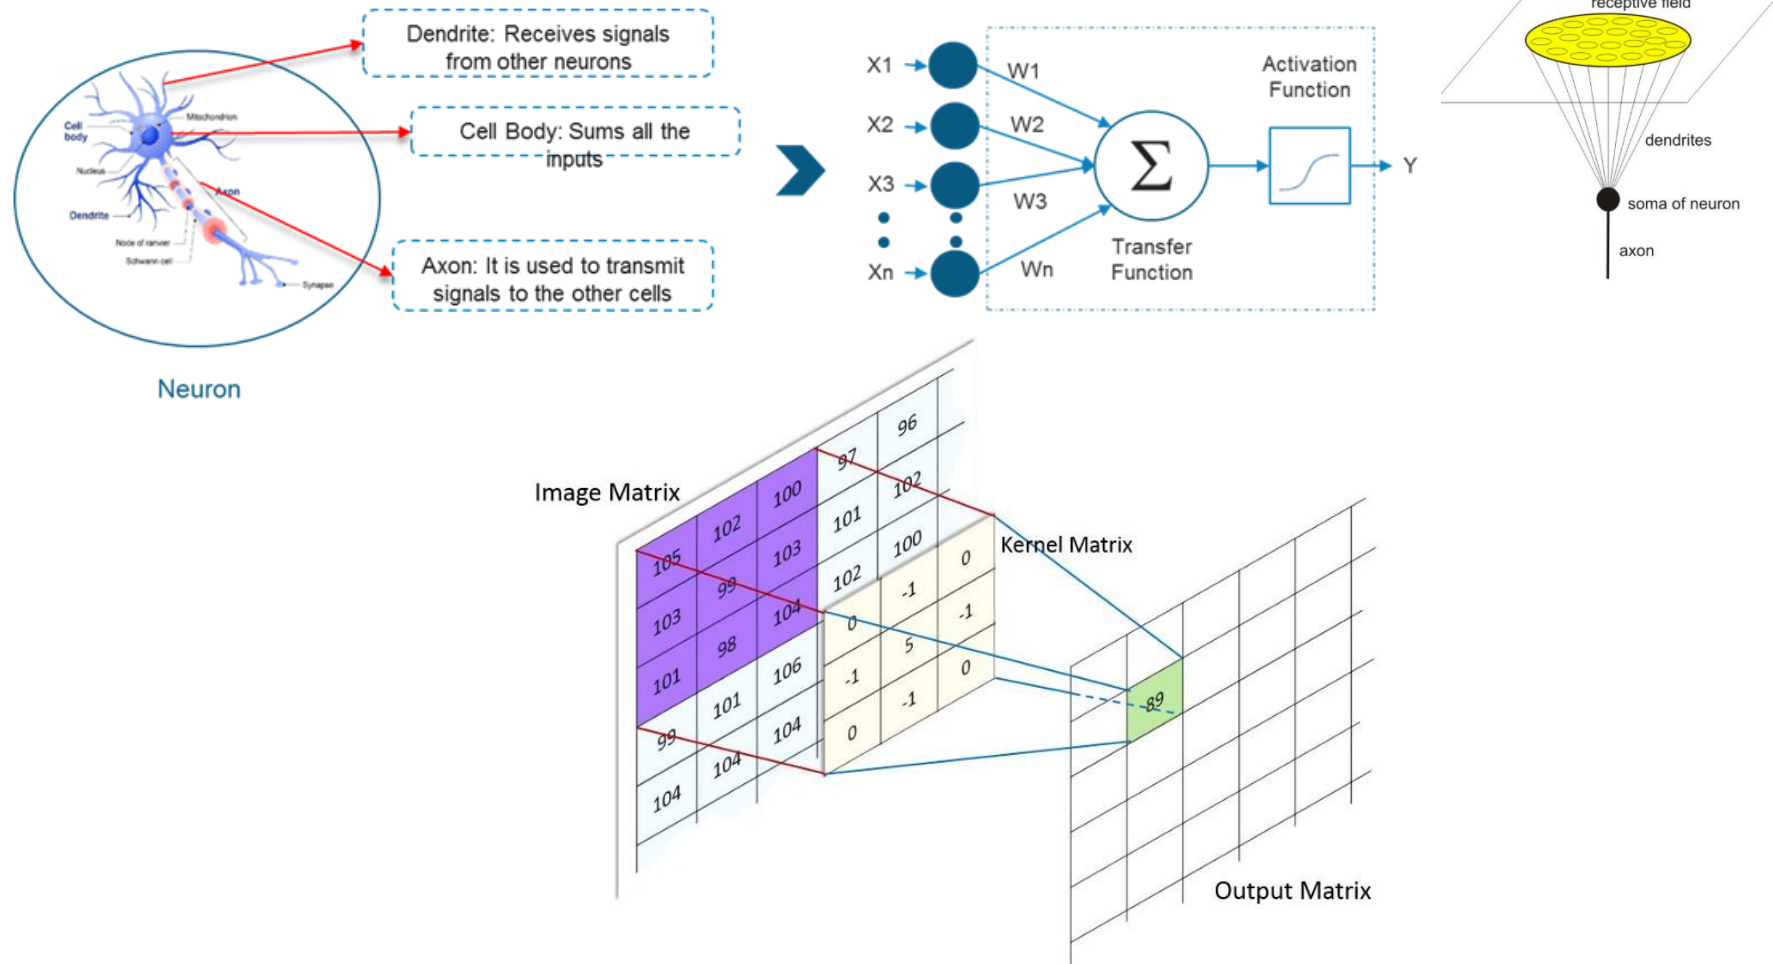 Dendrite: Receives signals
from other neurons
Cell Body: Sums all the
inputs
Axon: It is used to transmit
signals to the other cells
Cell
body
Mitochondrion
Nucleus
Axon
Dendrite
Node of ranvier
Schwann cell
Synapse
Neuron
X1
X2
X3
Xn
W1
W2
W3
Wn
Σ
Transfer
Function
Activation
Function
Y
receptive field
dendrites
soma of neuron
axon
Image Matrix
105 102 100 97 96
103 99 103 101 102
101 98 104 102 100
99 101 106
104 104 104
Kernel Matrix
0 -1 0
-1 5 -1
0 -1 0
89
Output Matrix